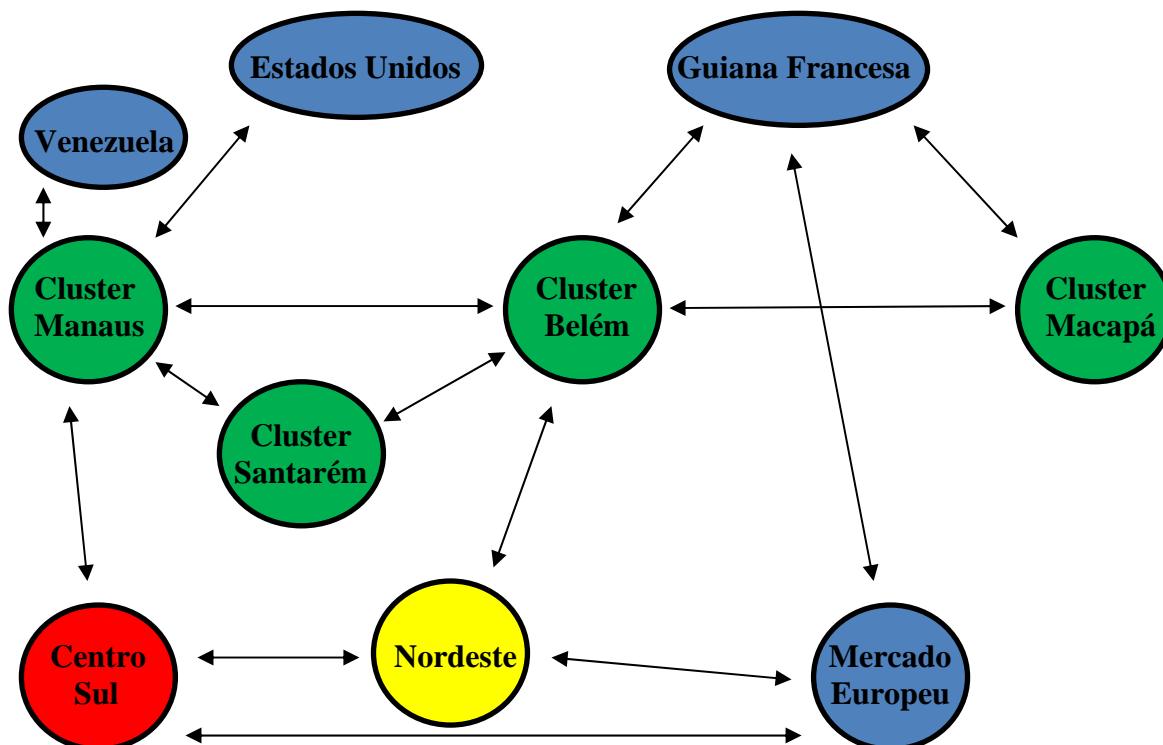 Estados Unidos
Guiana Francesa
Venezuela
Cluster
Manaus
Cluster
Belém
Cluster
Macapá
Cluster
Santarém
Centro
Sul
Nordeste
Mercado
Europeu